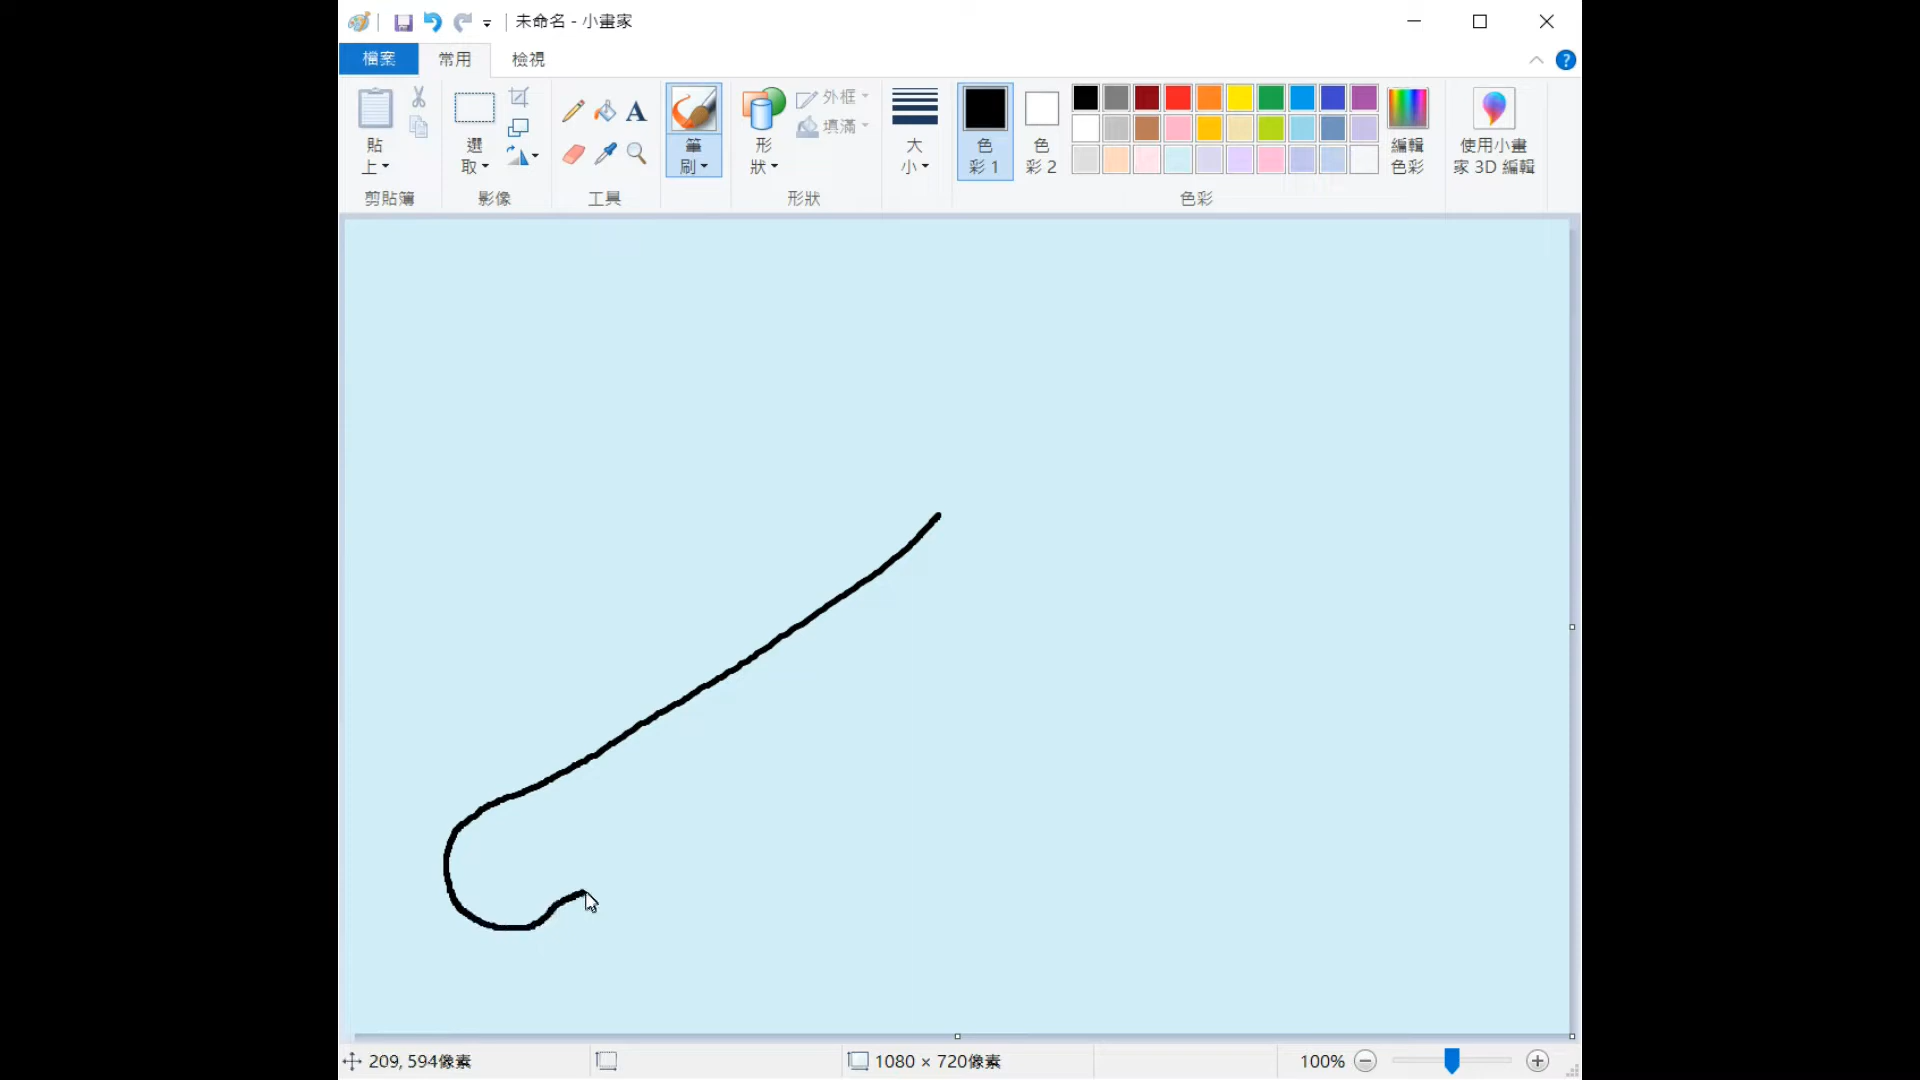 未命名 - 小畫家
檔案 常用 檢視
貼上
選取
筆刷
形狀
外框
填滿
大小
色彩 1
色彩 2
編輯色彩
使用小畫家 3D 編輯
剪貼簿 影像 工具 形狀 色彩
209, 594像素 1080 × 720像素 100%